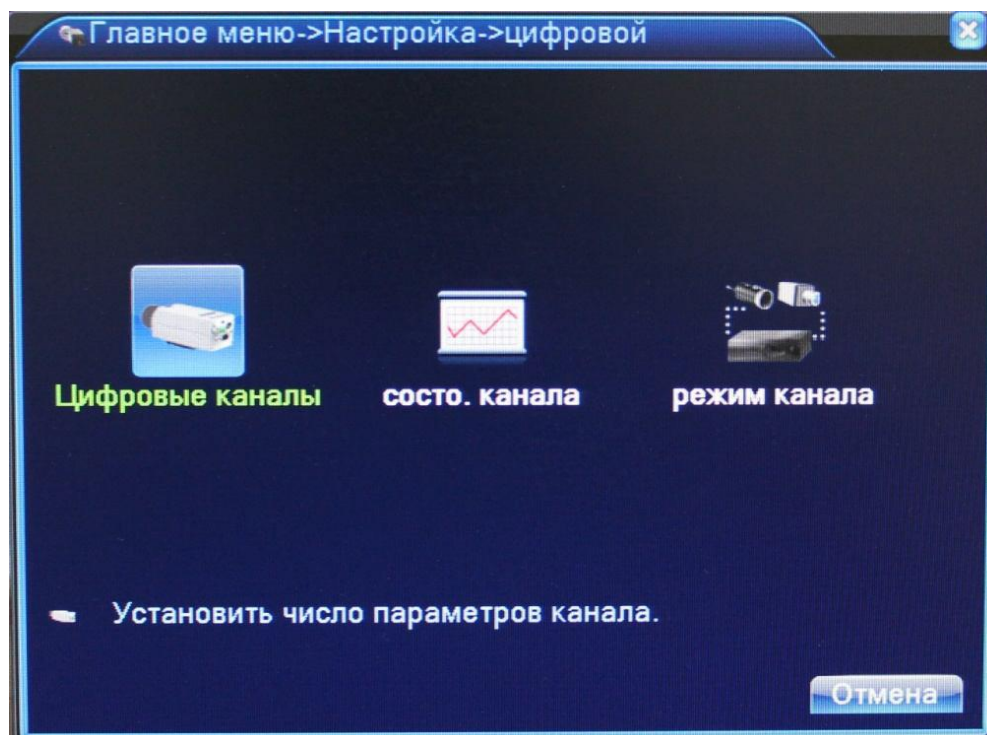 Главное меню->Настройка->цифровой
Цифровые каналы
состо. канала
режим канала
Установить число параметров канала.
Отмена